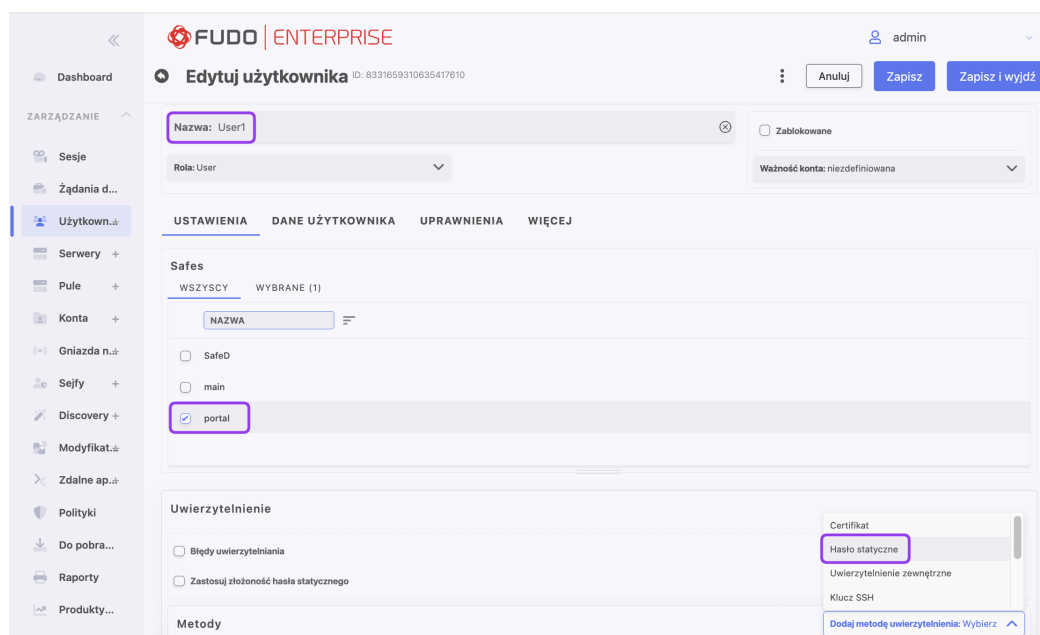 FUDO ENTERPRISE
admin
Dashboard
Edytuj użytkownika ID: 8331659310635417610
Anuluj
Zapisz
Zapisz i wyjdź
ZARZĄDZANIE
Nazwa: User1
Zablokowane
Sesje
Rola: User
Ważność konta: niezdefiniowana
Żądania d...
Użytkown...
USTAWIENIA
DANE UŻYTKOWNIKA
UPRAWNIENIA
WIĘCEJ
Serwery +
Safes
Pule +
WSZYSCY
WYBRANE (1)
Konta +
NAZWA
Gniazda n...+
SafeD
Sejfy +
main
Discovery +
portal
Modyfikat...+
Zdalne ap...+
Polityki
Uwierzytelnienie
Certifikat
Do pobra...
Błędy uwierzytelniania
Hasło statyczne
Raporty
Zastosuj złożoność hasła statycznego
Uwierzytelnienie zewnętrzne
Klucz SSH
Produkty...
Metody
Dodaj metodę uwierzytelnienia: Wybierz